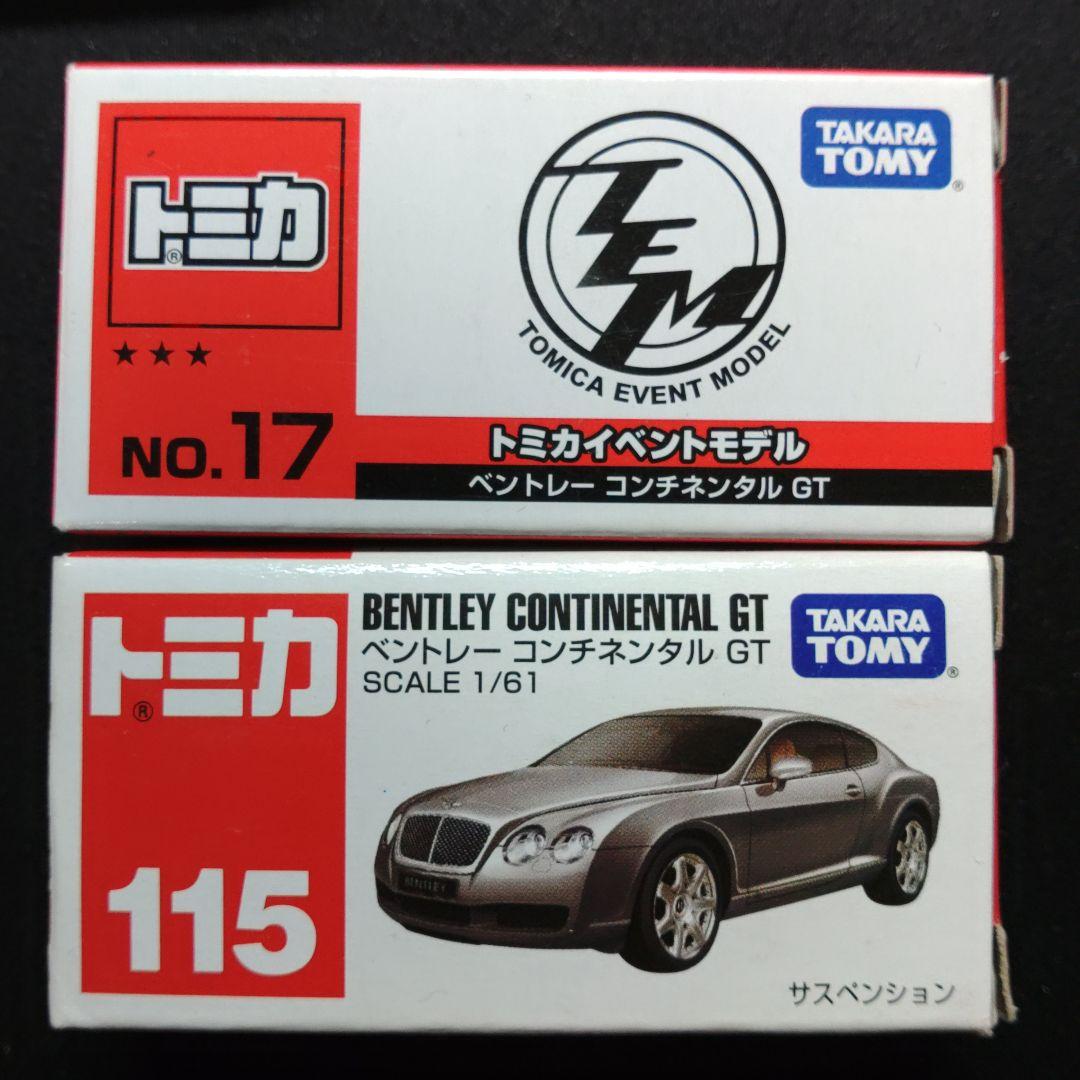 トミカ®
TEM
TOMICA EVENT MODEL
TAKARA
TOMY®
★★★
NO.17
トミカイベントモデル
ベントレー コンチネンタル GT
トミカ®
115
BENTLEY CONTINENTAL GT
ベントレー コンチネンタル GT
SCALE 1/61
TAKARA
TOMY®
BENTLEY
サスペンション